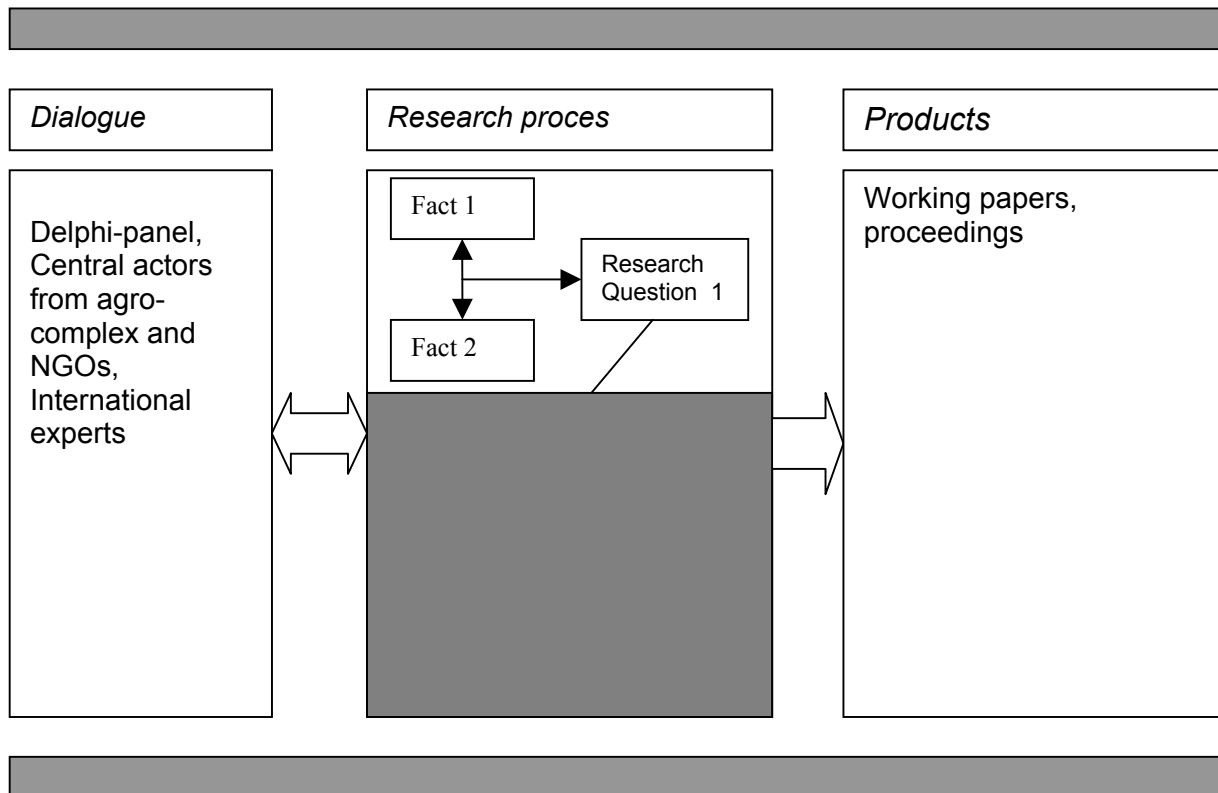 Dialogue
Research proces
Products
Delphi-panel,
Central actors
from agro-
complex and
NGOs,
International
experts
Fact 1
Research
Question 1
Fact 2
Working papers,
proceedings